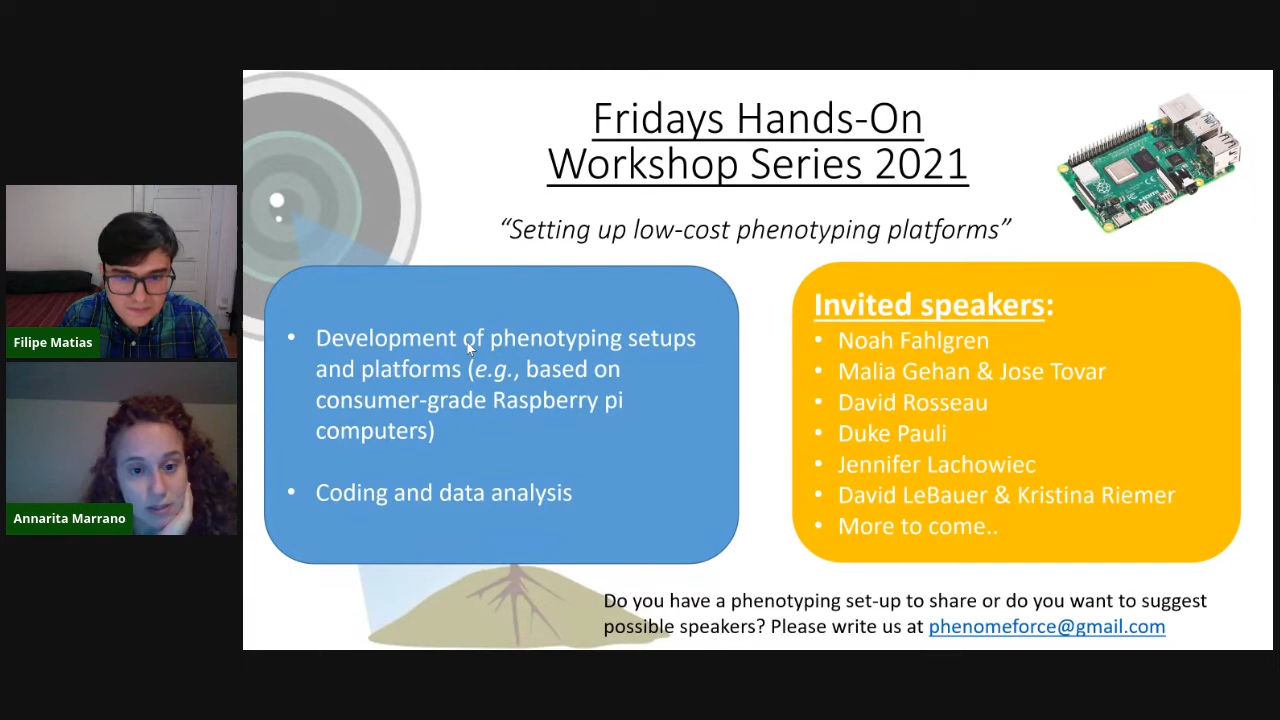 Fridays Hands-On
Workshop Series 2021
“Setting up low-cost phenotyping platforms”
• Development of phenotyping setups
and platforms (e.g., based on
consumer-grade Raspberry pi
computers)
• Coding and data analysis
Invited speakers:
• Noah Fahlgren
• Malia Gehan & Jose Tovar
• David Rosseau
• Duke Pauli
• Jennifer Lachowiec
• David LeBauer & Kristina Riemer
• More to come..
Do you have a phenotyping set-up to share or do you want to suggest
possible speakers? Please write us at phenomeforce@gmail.com
Filipe Matias
Annarita Marrano